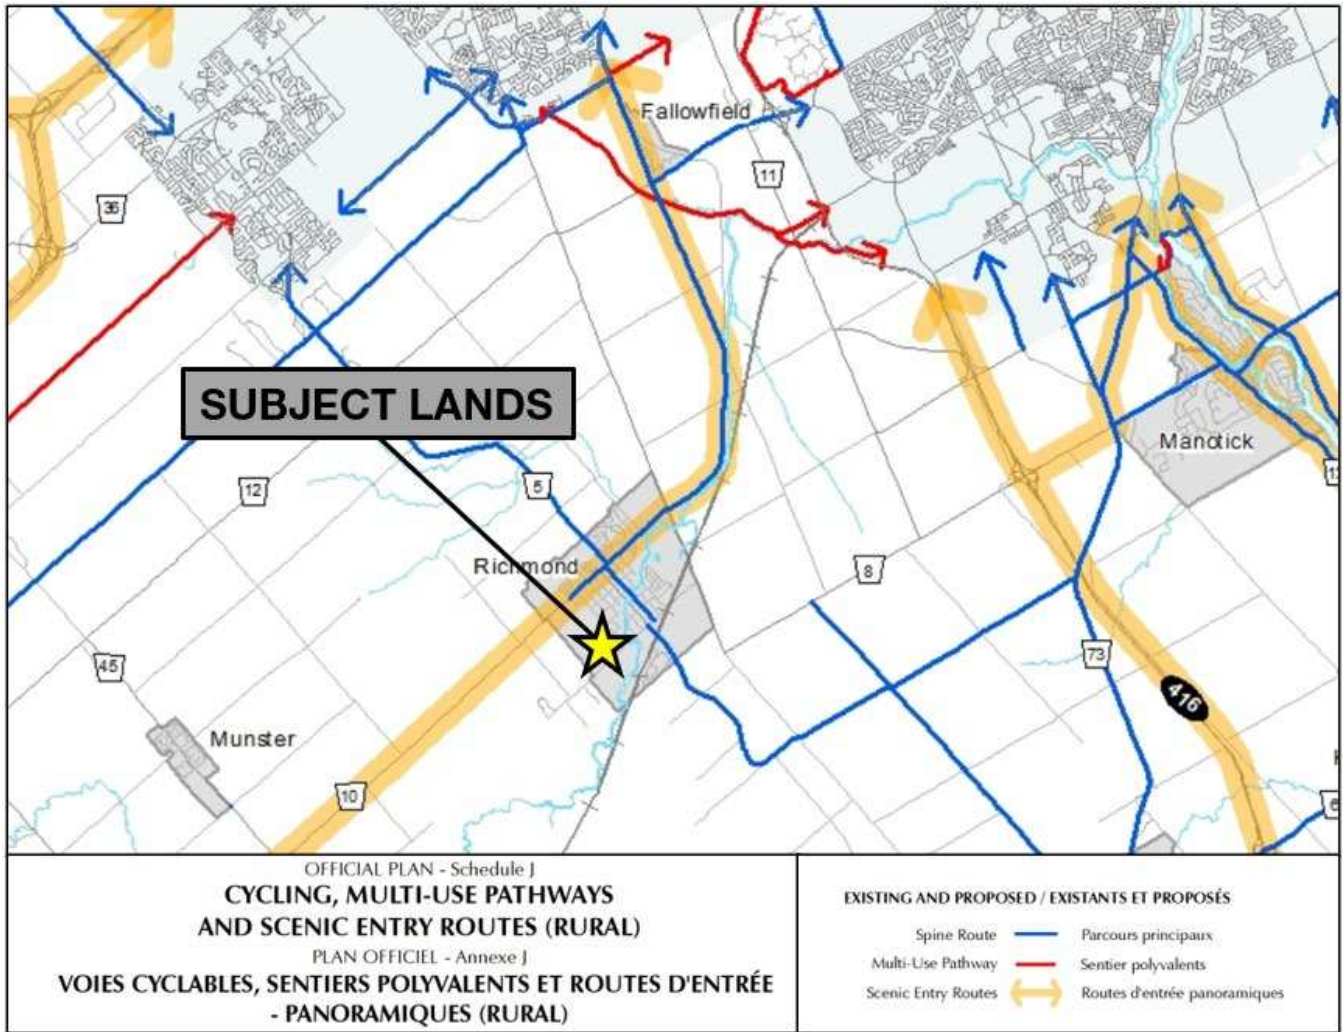 Fallowfield
11
36
SUBJECT LANDS
Manotick
12
5
Richmond
8
45
73
416
Munster
10
OFFICIAL PLAN - Schedule J
CYCLING, MULTI-USE PATHWAYS
AND SCENIC ENTRY ROUTES (RURAL)
PLAN OFFICIEL - Annexe J
VOIES CYCLABLES, SENTIERS POLYVALENTS ET ROUTES D'ENTRÉE
- PANORAMIQUES (RURAL)
EXISTING AND PROPOSED / EXISTANTS ET PROPOSÉS
Spine Route Parcours principaux
Multi-Use Pathway Sentier polyvalents
Scenic Entry Routes Routes d'entrée panoramiques